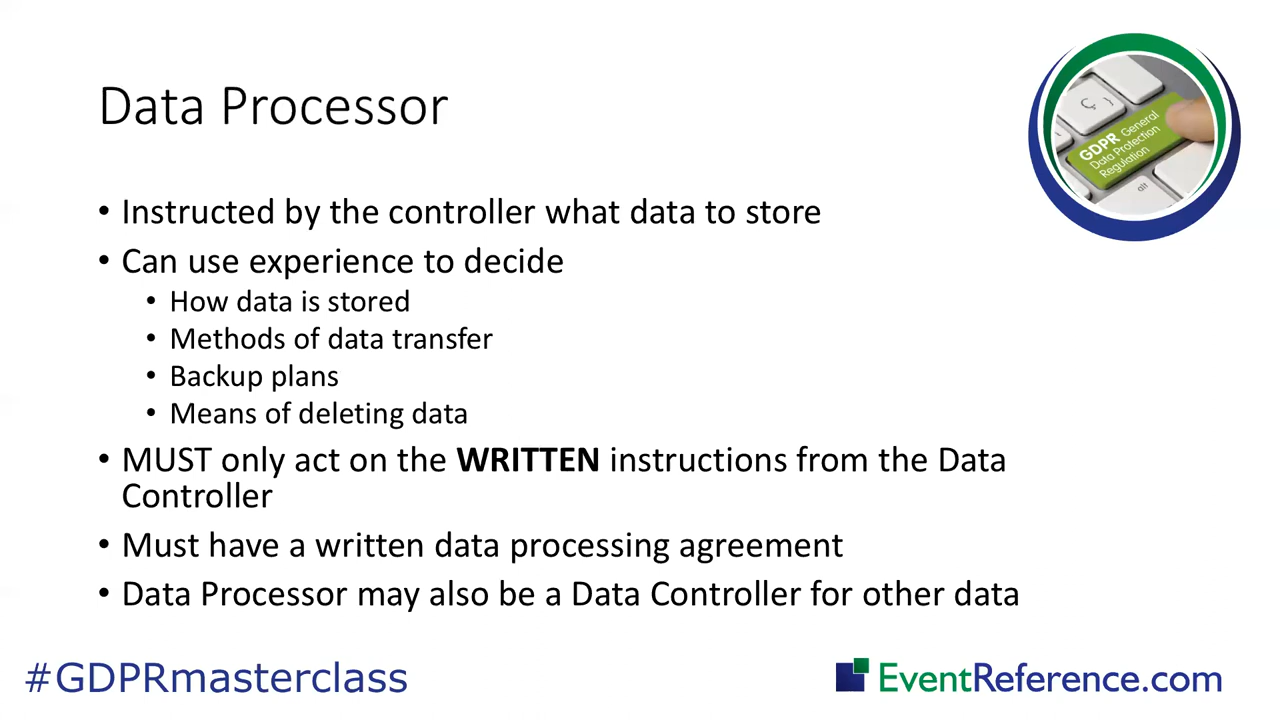 Data Processor
GDPR General
Data Protection
Regulation
Ç
alt
• Instructed by the controller what data to store
• Can use experience to decide
• How data is stored
• Methods of data transfer
• Backup plans
• Means of deleting data
• MUST only act on the WRITTEN instructions from the Data
Controller
• Must have a written data processing agreement
• Data Processor may also be a Data Controller for other data
#GDPRmasterclass
EventReference.com